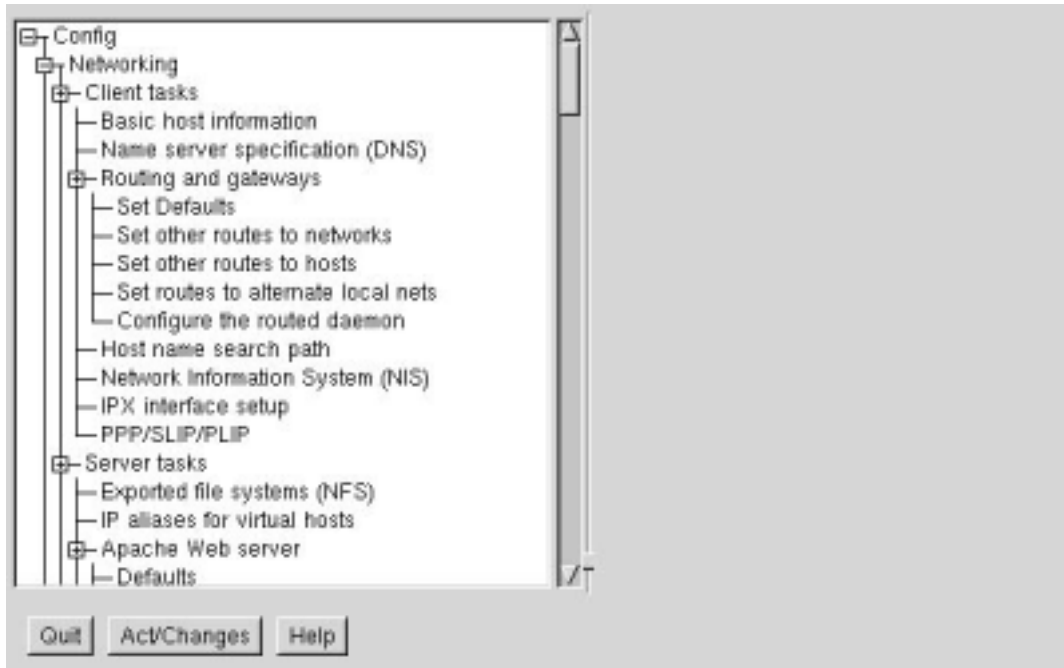 Config
Networking
Client tasks
Basic host information
Name server specification (DNS)
Routing and gateways
Set Defaults
Set other routes to networks
Set other routes to hosts
Set routes to alternate local nets
Configure the routed daemon
Host name search path
Network Information System (NIS)
IPX interface setup
PPP/SLIP/PLIP
Server tasks
Exported file systems (NFS)
IP aliases for virtual hosts
Apache Web server
Defaults
Quit Act/Changes Help